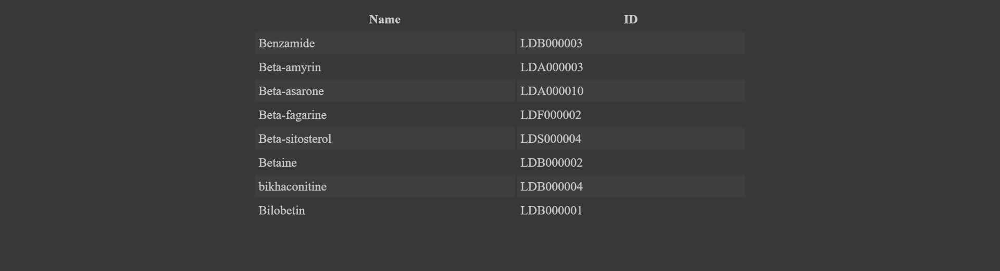 Name ID
Benzamide LDB000003
Beta-amyrin LDA000003
Beta-asarone LDA000010
Beta-fagarine LDF000002
Beta-sitosterol LDS000004
Betaine LDB000002
bikhaconitine LDB000004
Bilobetin LDB000001